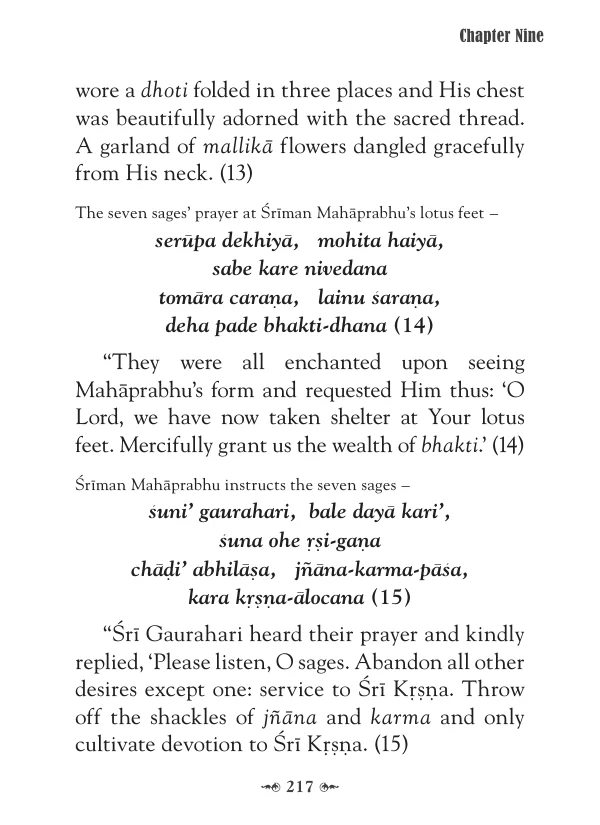 Chapter Nine
wore a dhoti folded in three places and His chest
was beautifully adorned with the sacred thread.
A garland of mallikā flowers dangled gracefully
from His neck. (13)
The seven sages’ prayer at Śrīman Mahāprabhu’s lotus feet –
serūpa dekhiyā, mohita haiyā,
sabe kare nivedana
tomāra caraṇa, lainu śaraṇa,
deha pade bhakti-dhana (14)
“They were all enchanted upon seeing
Mahāprabhu’s form and requested Him thus: ‘O
Lord, we have now taken shelter at Your lotus
feet. Mercifully grant us the wealth of bhakti.’ (14)
Śrīman Mahāprabhu instructs the seven sages –
śuni’ gaurahari, bale dayā kari’,
śuna ohe ṛṣi-gaṇa
chāḍi’ abhilāṣa, jñāna-karma-pāśa,
kara kṛṣṇa-ālocana (15)
“Śrī Gaurahari heard their prayer and kindly
replied, ‘Please listen, O sages. Abandon all other
desires except one: service to Śrī Kṛṣṇa. Throw
off the shackles of jñāna and karma and only
cultivate devotion to Śrī Kṛṣṇa. (15)
217